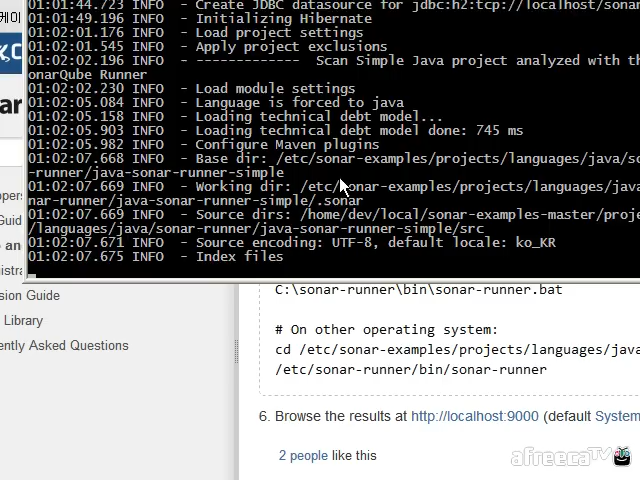 케이
01:01:44.723 INFO  - Create JDBC datasource for jdbc:h2:tcp://localhost/sonar
01:01:49.196 INFO  - Initializing Hibernate
01:02:01.176 INFO  - Load project settings
01:02:01.545 INFO  - Apply project exclusions
01:02:02.196 INFO  - -------------  Scan Simple Java project analyzed with th
onarQube Runner
01:02:02.230 INFO  - Load module settings
01:02:05.084 INFO  - Language is forced to java
01:02:05.158 INFO  - Loading technical debt model...
01:02:05.903 INFO  - Loading technical debt model done: 745 ms
01:02:05.982 INFO  - Configure Maven plugins
01:02:07.668 INFO  - Base dir: /etc/sonar-examples/projects/languages/java/so
-runner/java-sonar-runner-simple
01:02:07.669 INFO  - Working dir: /etc/sonar-examples/projects/languages/java
nar-runner/java-sonar-runner-simple/.sonar
01:02:07.669 INFO  - Source dirs: /home/dev/local/sonar-examples-master/proje
/languages/java/sonar-runner/java-sonar-runner-simple/src
01:02:07.671 INFO  - Source encoding: UTF-8, default locale: ko_KR
01:02:07.675 INFO  - Index files
ar
opers
Guid
o an
istra
sion Guide
Library
ently Asked Questions
C:\sonar-runner\bin\sonar-runner.bat
# On other operating system:
cd /etc/sonar-examples/projects/languages/java
/etc/sonar-runner/bin/sonar-runner
6. Browse the results at http://localhost:9000 (default System
2 people like this
afreecaTV